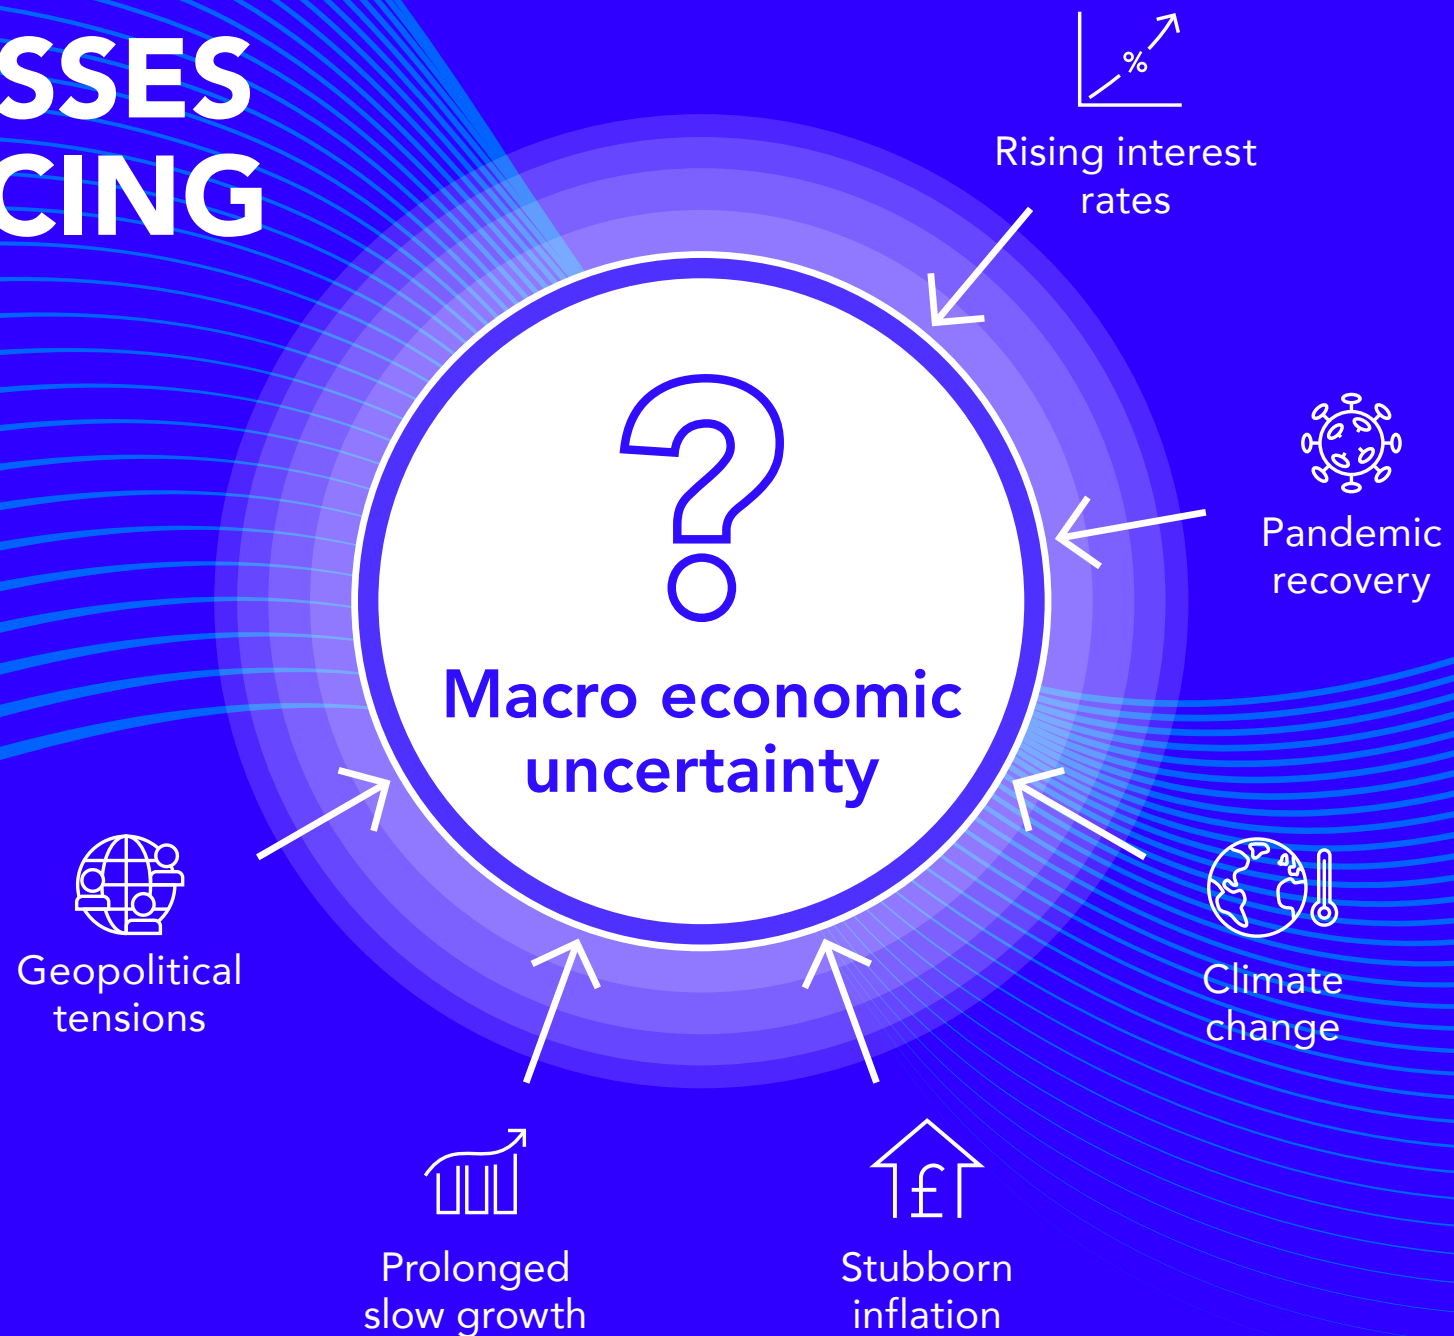 SSES
CING
%
Rising interest
rates
Pandemic
recovery
Macro economic
uncertainty
Geopolitical
tensions
Climate
change
£
Prolonged
slow growth
Stubborn
inflation